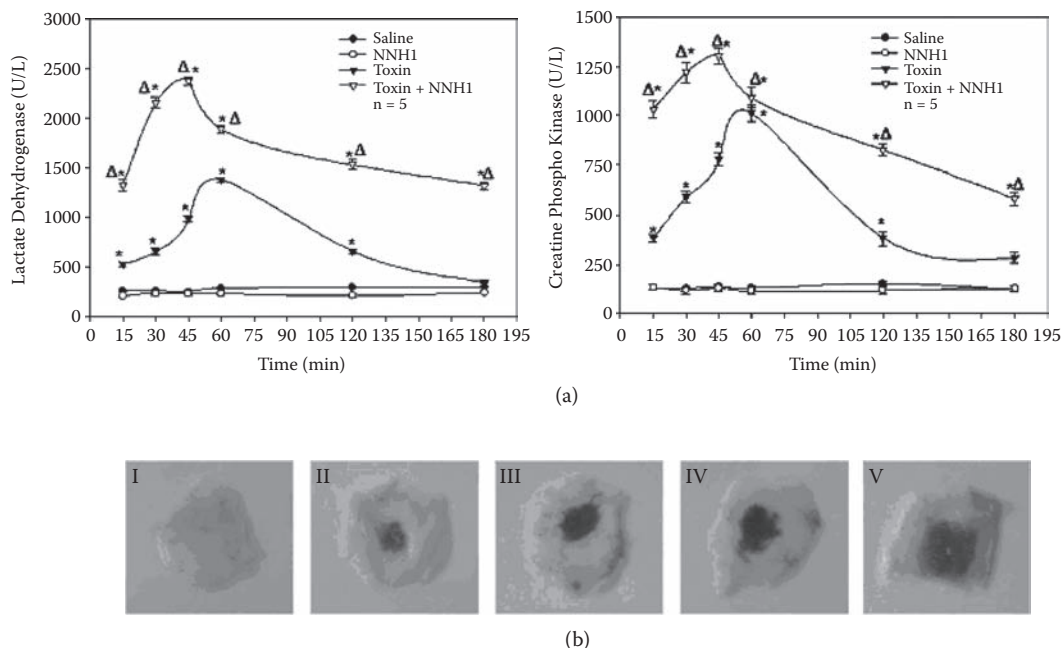 Lactate Dehydrogenase (U/L)
3000
2500
2000
1500
1000
500
0
0 15 30 45 60 75 90 105 120 135 150 165 180 195
Time (min)
Saline
NNH1
Toxin
Toxin + NNH1
n = 5
Δ* Δ* Δ* *Δ *Δ *Δ
* * * * *
Creatine Phospho Kinase (U/L)
1500
1250
1000
750
500
250
0
0 15 30 45 60 75 90 105 120 135 150 165 180 195
Time (min)
Saline
NNH1
Toxin
Toxin + NNH1
n = 5
Δ* Δ* Δ* Δ* *Δ *Δ
* * * * *
(a)
I II III IV V
(b)